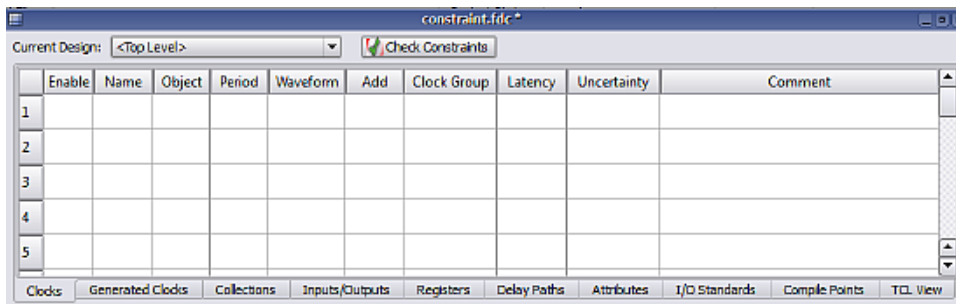 constraint.fdc *
Current Design: <Top Level> Check Constraints
Enable Name Object Period Waveform Add Clock Group Latency Uncertainty Comment
1
2
3
4
5
Clocks Generated Clocks Collections Inputs/Outputs Registers Delay Paths Attributes I/O Standards Compile Points TCL View